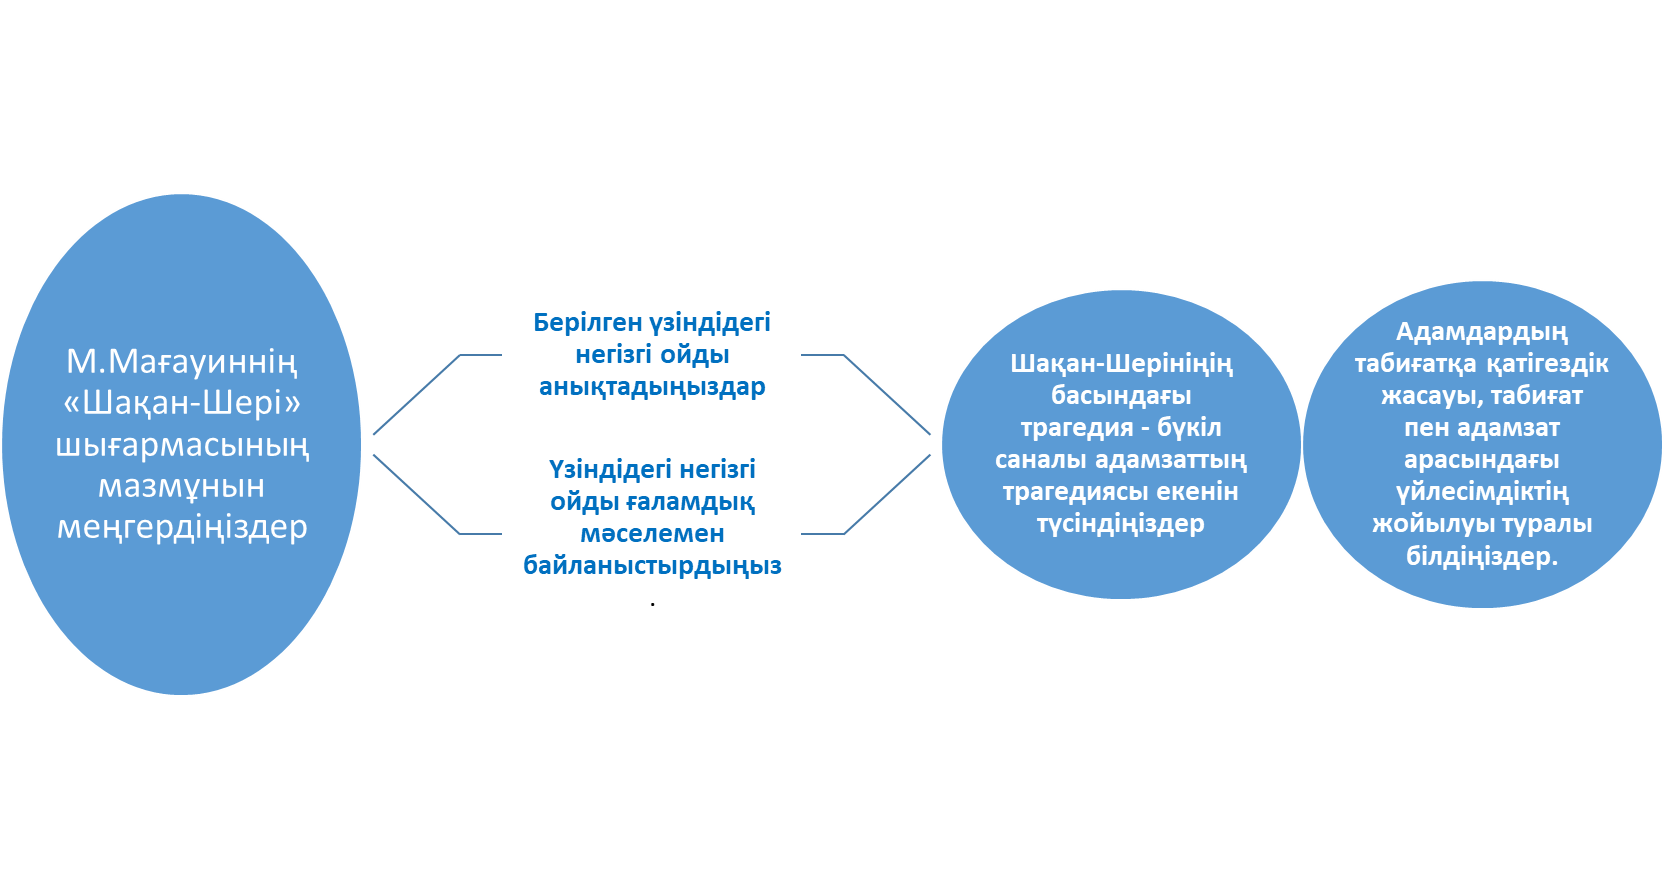 М.Мағауиннің
«Шақан-Шері»
шығармасының
мазмұнын
меңгердіңіздер
Берілген үзіндідегі
негізгі ойды
анықтадыңыздар
Үзіндідегі негізгі
ойды ғаламдық
мәселемен
байланыстырдыңыз
.
Шақан-Шерініңің
басындағы
трагедия - бүкіл
саналы адамзаттың
трагедиясы екенін
түсіндіңіздер
Адамдардың
табиғатқа қатігездік
жасауы, табиғат
пен адамзат
арасындағы
үйлесімдіктің
жойылуы туралы
білдіңіздер.